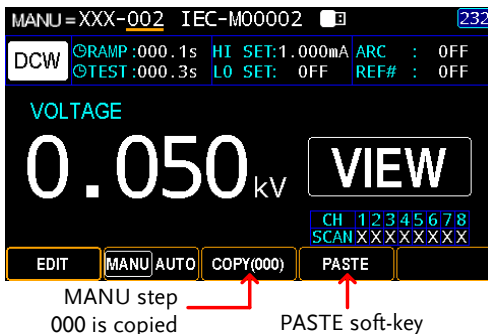 MANU=XXX-002 IEC-M00002 232
DCW RAMP:000.1s HI SET:1.000mA ARC : OFF
TEST:000.3s LO SET: OFF REF# : OFF
VOLTAGE
0.050kV VIEW
CH 12345678
SCAN XXXXXXXX
EDIT MANU AUTO COPY(000) PASTE
MANU step
000 is copied
PASTE soft-key